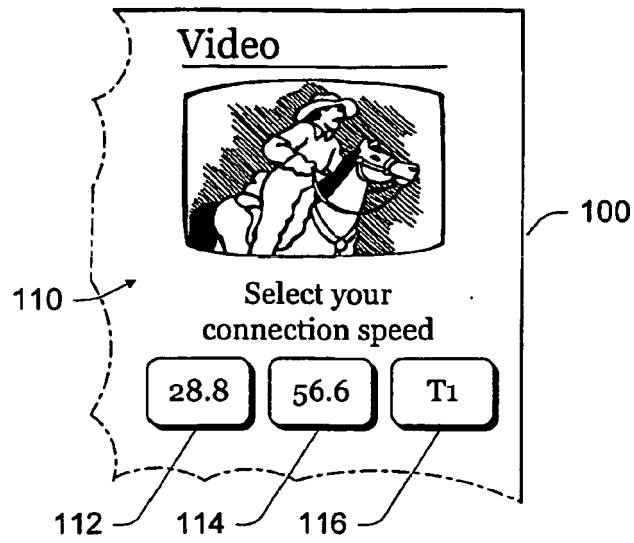 Video
100
110
Select your
connection speed
28.8 56.6 T1
112 114 116